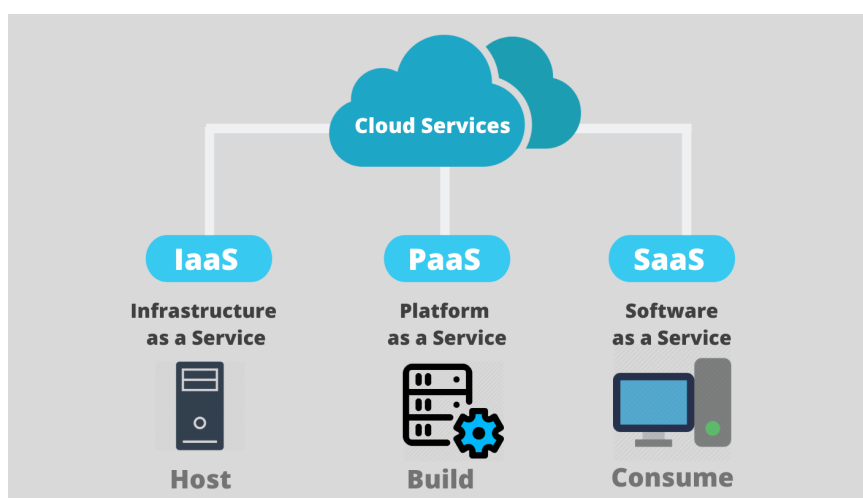 Cloud Services
IaaS
Infrastructure
as a Service
Host
PaaS
Platform
as a Service
Build
SaaS
Software
as a Service
Consume